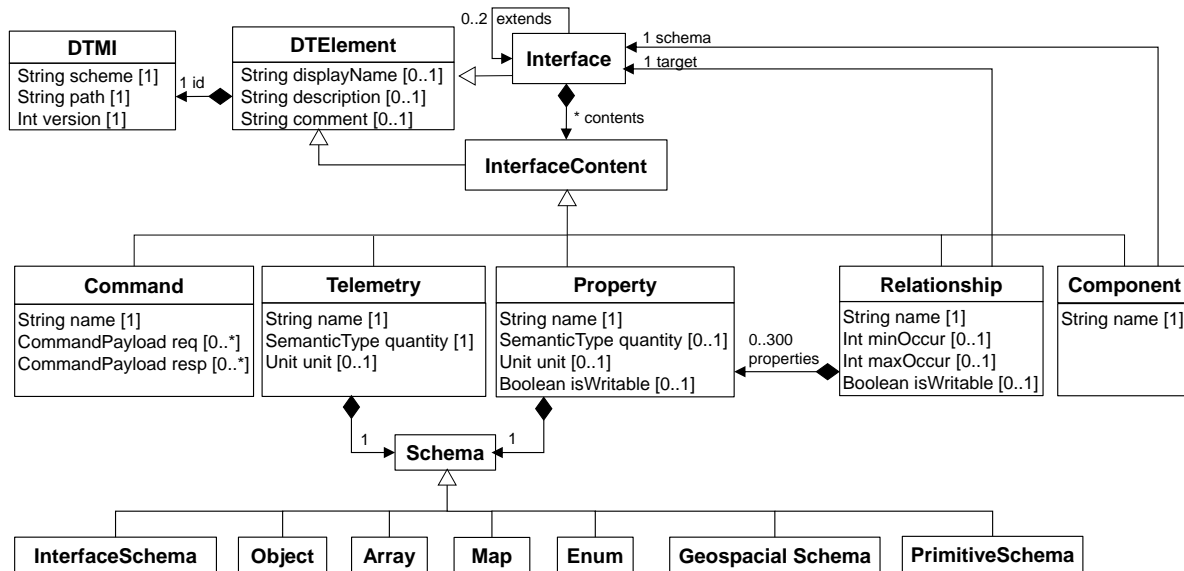 0..2 extends
DTMI
String scheme [1]
String path [1]
Int version [1]
1 id
DTElement
String displayName [0..1]
String description [0..1]
String comment [0..1]
Interface
1 schema
1 target
* contents
InterfaceContent
Command
String name [1]
CommandPayload req [0..*]
CommandPayload resp [0..*]
Telemetry
String name [1]
SemanticType quantity [1]
Unit unit [0..1]
Property
String name [1]
SemanticType quantity [0..1]
Unit unit [0..1]
Boolean isWritable [0..1]
0..300
properties
Relationship
String name [1]
Int minOccur [0..1]
Int maxOccur [0..1]
Boolean isWritable [0..1]
Component
String name [1]
1
1
Schema
InterfaceSchema
Object
Array
Map
Enum
Geospacial Schema
PrimitiveSchema